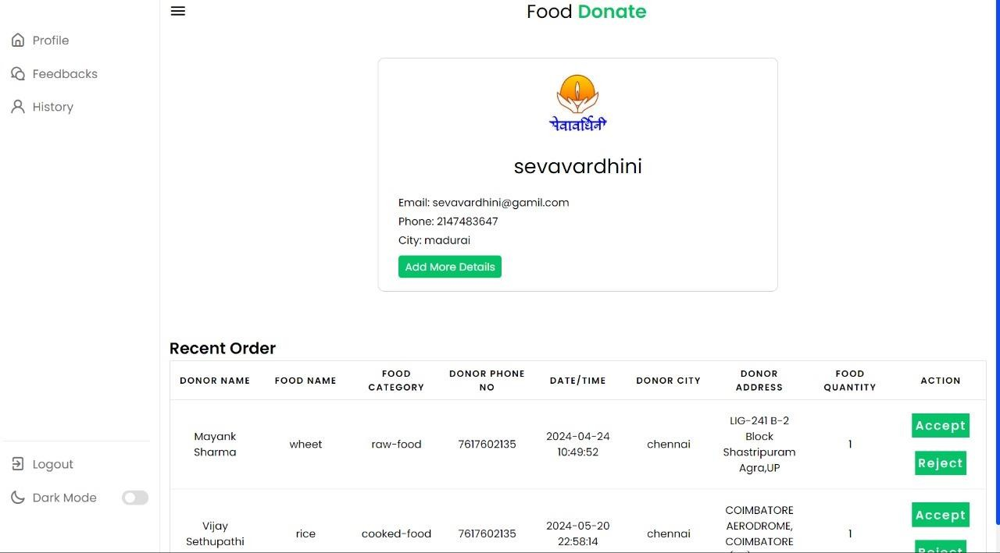 Food Donate
Profile
Feedbacks
History
सेवावर्धिनी
sevavardhini
Email: sevavardhini@gamil.com
Phone: 2147483647
City: madurai
Add More Details
Recent Order
DONOR NAME FOOD NAME FOOD CATEGORY DONOR PHONE NO DATE/TIME DONOR CITY DONOR ADDRESS FOOD QUANTITY ACTION
Mayank Sharma wheet raw-food 7617602135 2024-04-24 10:49:52 chennai LIG-241 B-2 Block Shastripuram Agra,UP 1 Accept Reject
Vijay Sethupathi rice cooked-food 7617602135 2024-05-20 22:58:14 chennai COIMBATORE AERODROME, COIMBATORE 1 Accept Reject
Logout
Dark Mode